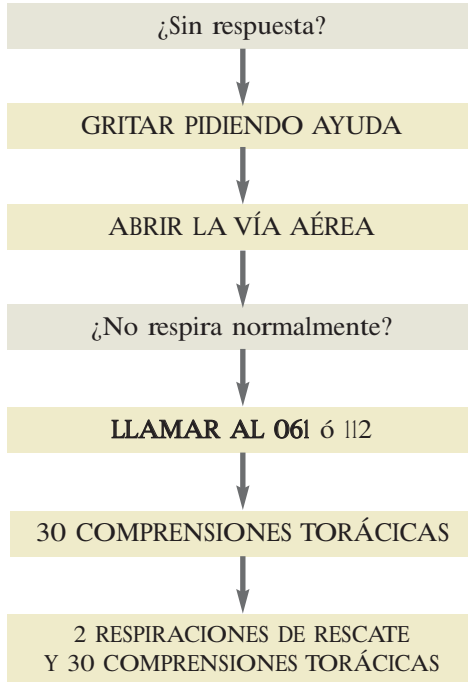 ¿Sin respuesta?
GRITAR PIDIENDO AYUDA
ABRIR LA VÍA AÉREA
¿No respira normalmente?
LLAMAR AL 061 ó 112
30 COMPRENSIONES TORÁCICAS
2 RESPIRACIONES DE RESCATE
Y 30 COMPRENSIONES TORÁCICAS